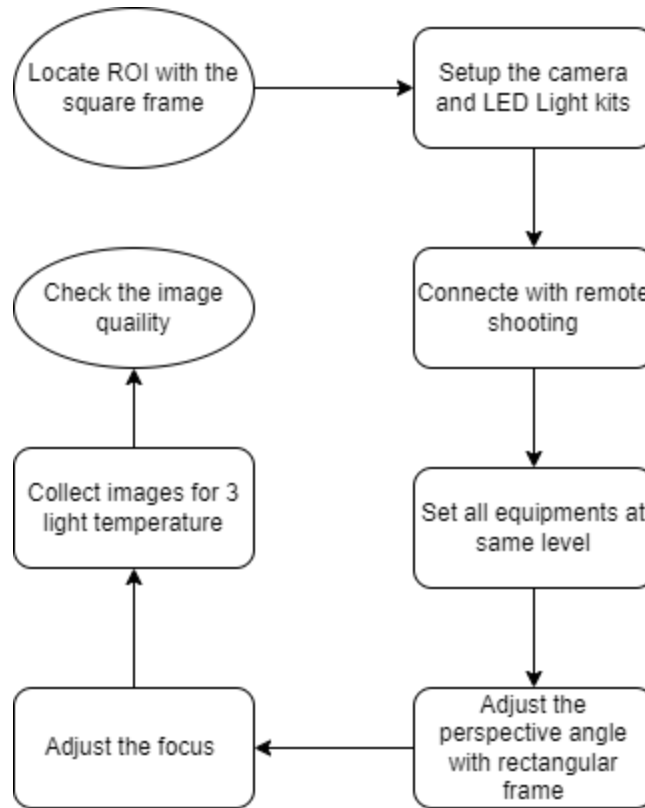 Locate ROI with the
square frame
Setup the camera
and LED Light kits
Connecte with remote
shooting
Set all equipments at
same level
Adjust the
perspective angle
with rectangular
frame
Adjust the focus
Collect images for 3
light temperature
Check the image
quaility